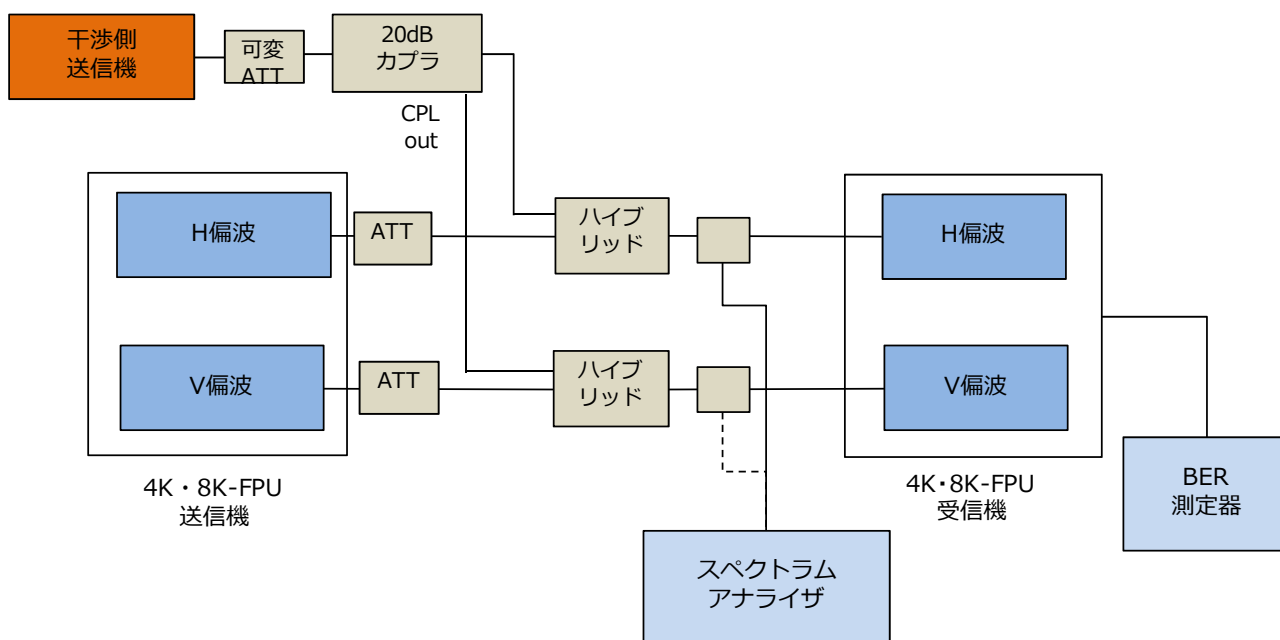 干渉側
送信機
可変
ATT
20dB
カプラ
CPL
out
H偏波
ATT
ハイブ
リッド
H偏波
V偏波
ATT
ハイブ
リッド
V偏波
4K・8K-FPU
送信機
4K・8K-FPU
受信機
BER
測定器
スペクトラム
アナライザ